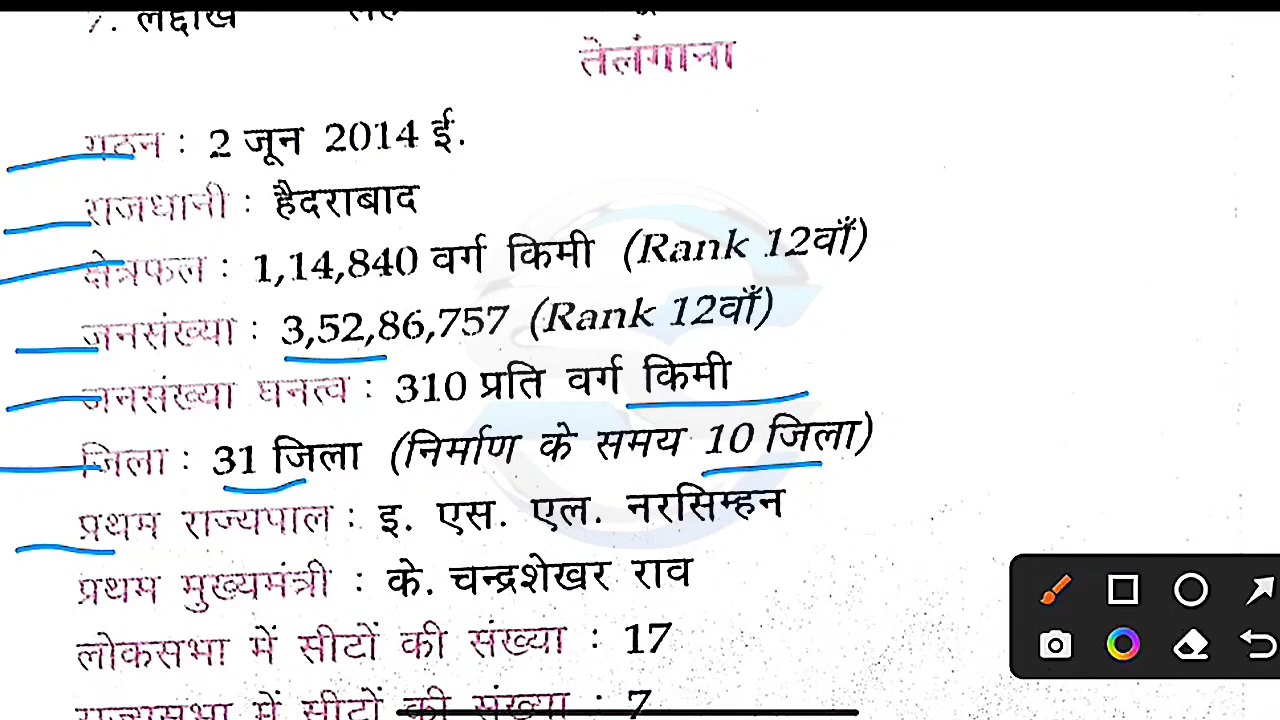 7. लद्दाख
तेलंगाना
गठन : 2 जून 2014 ई.
राजधानी : हैदराबाद
क्षेत्रफल : 1,14,840 वर्ग किमी (Rank 12वाँ)
जनसंख्या : 3,52,86,757 (Rank 12वाँ)
जनसंख्या घनत्व : 310 प्रति वर्ग किमी
जिला : 31 जिला (निर्माण के समय 10 जिला)
प्रथम राज्यपाल : इ. एस. एल. नरसिम्हन
प्रथम मुख्यमंत्री : के. चन्द्रशेखर राव
लोकसभा में सीटों की संख्या : 17
राज्यसभा में सीटों की संख्या : 7